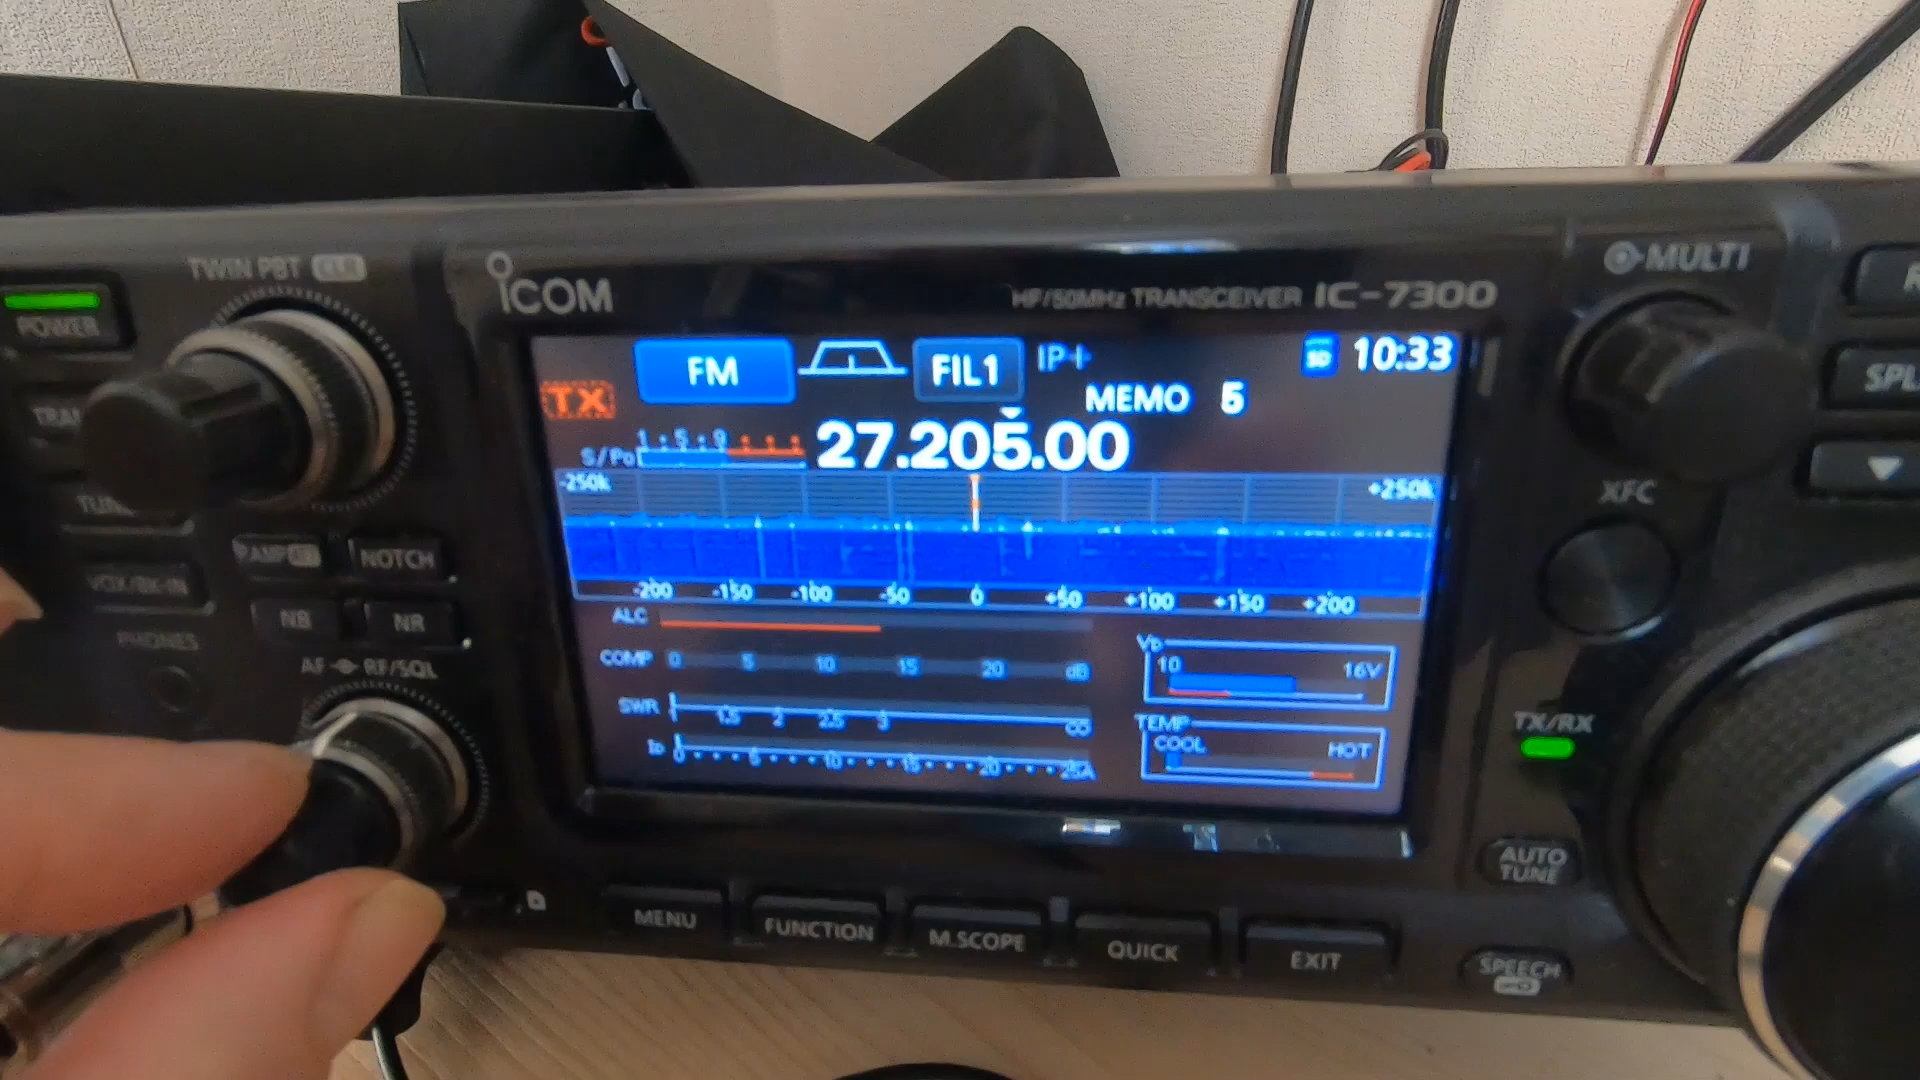 TWIN PBT CLR
ICOM
HF/50MHz TRANSCEIVER IC-7300
MULTI
POWER
FM
FIL1
IP+
SD
10:33
TX
MEMO 5
1 5 9
S/Po
27.205.00
SPL
-250k
+250k
XFC
P.AMP ATT
NOTCH
VOX/BK-IN
-200 -150 -100 -50 0 +50 +100 +150 +200
NB
NR
ALC
PHONES
AF RF/SQL
COMP 0 5 10 15 20 dB
VD
10 16V
SWR 1 1.5 2 2.5 3 ∞
TX/RX
TEMP
COOL HOT
ID 0 5 10 15 20 25A
AUTO
TUNE
MENU
FUNCTION
M.SCOPE
QUICK
EXIT
SPEECH